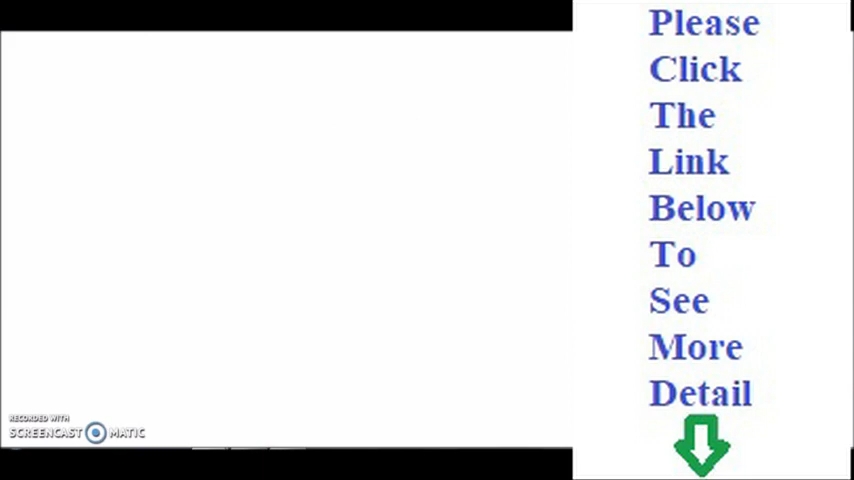 Please
Click
The
Link
Below
To
See
More
Detail
RECORDED WITH
SCREENCAST MATIC